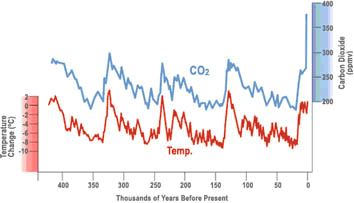 400
350
300
250
200
Carbon Dioxide
(ppmv)
CO₂
2
0
-2
-4
-6
-8
-10
Temperature
Change (ºC)
Temp.
400 350 300 250 200 150 100 50 0
Thousands of Years Before Present